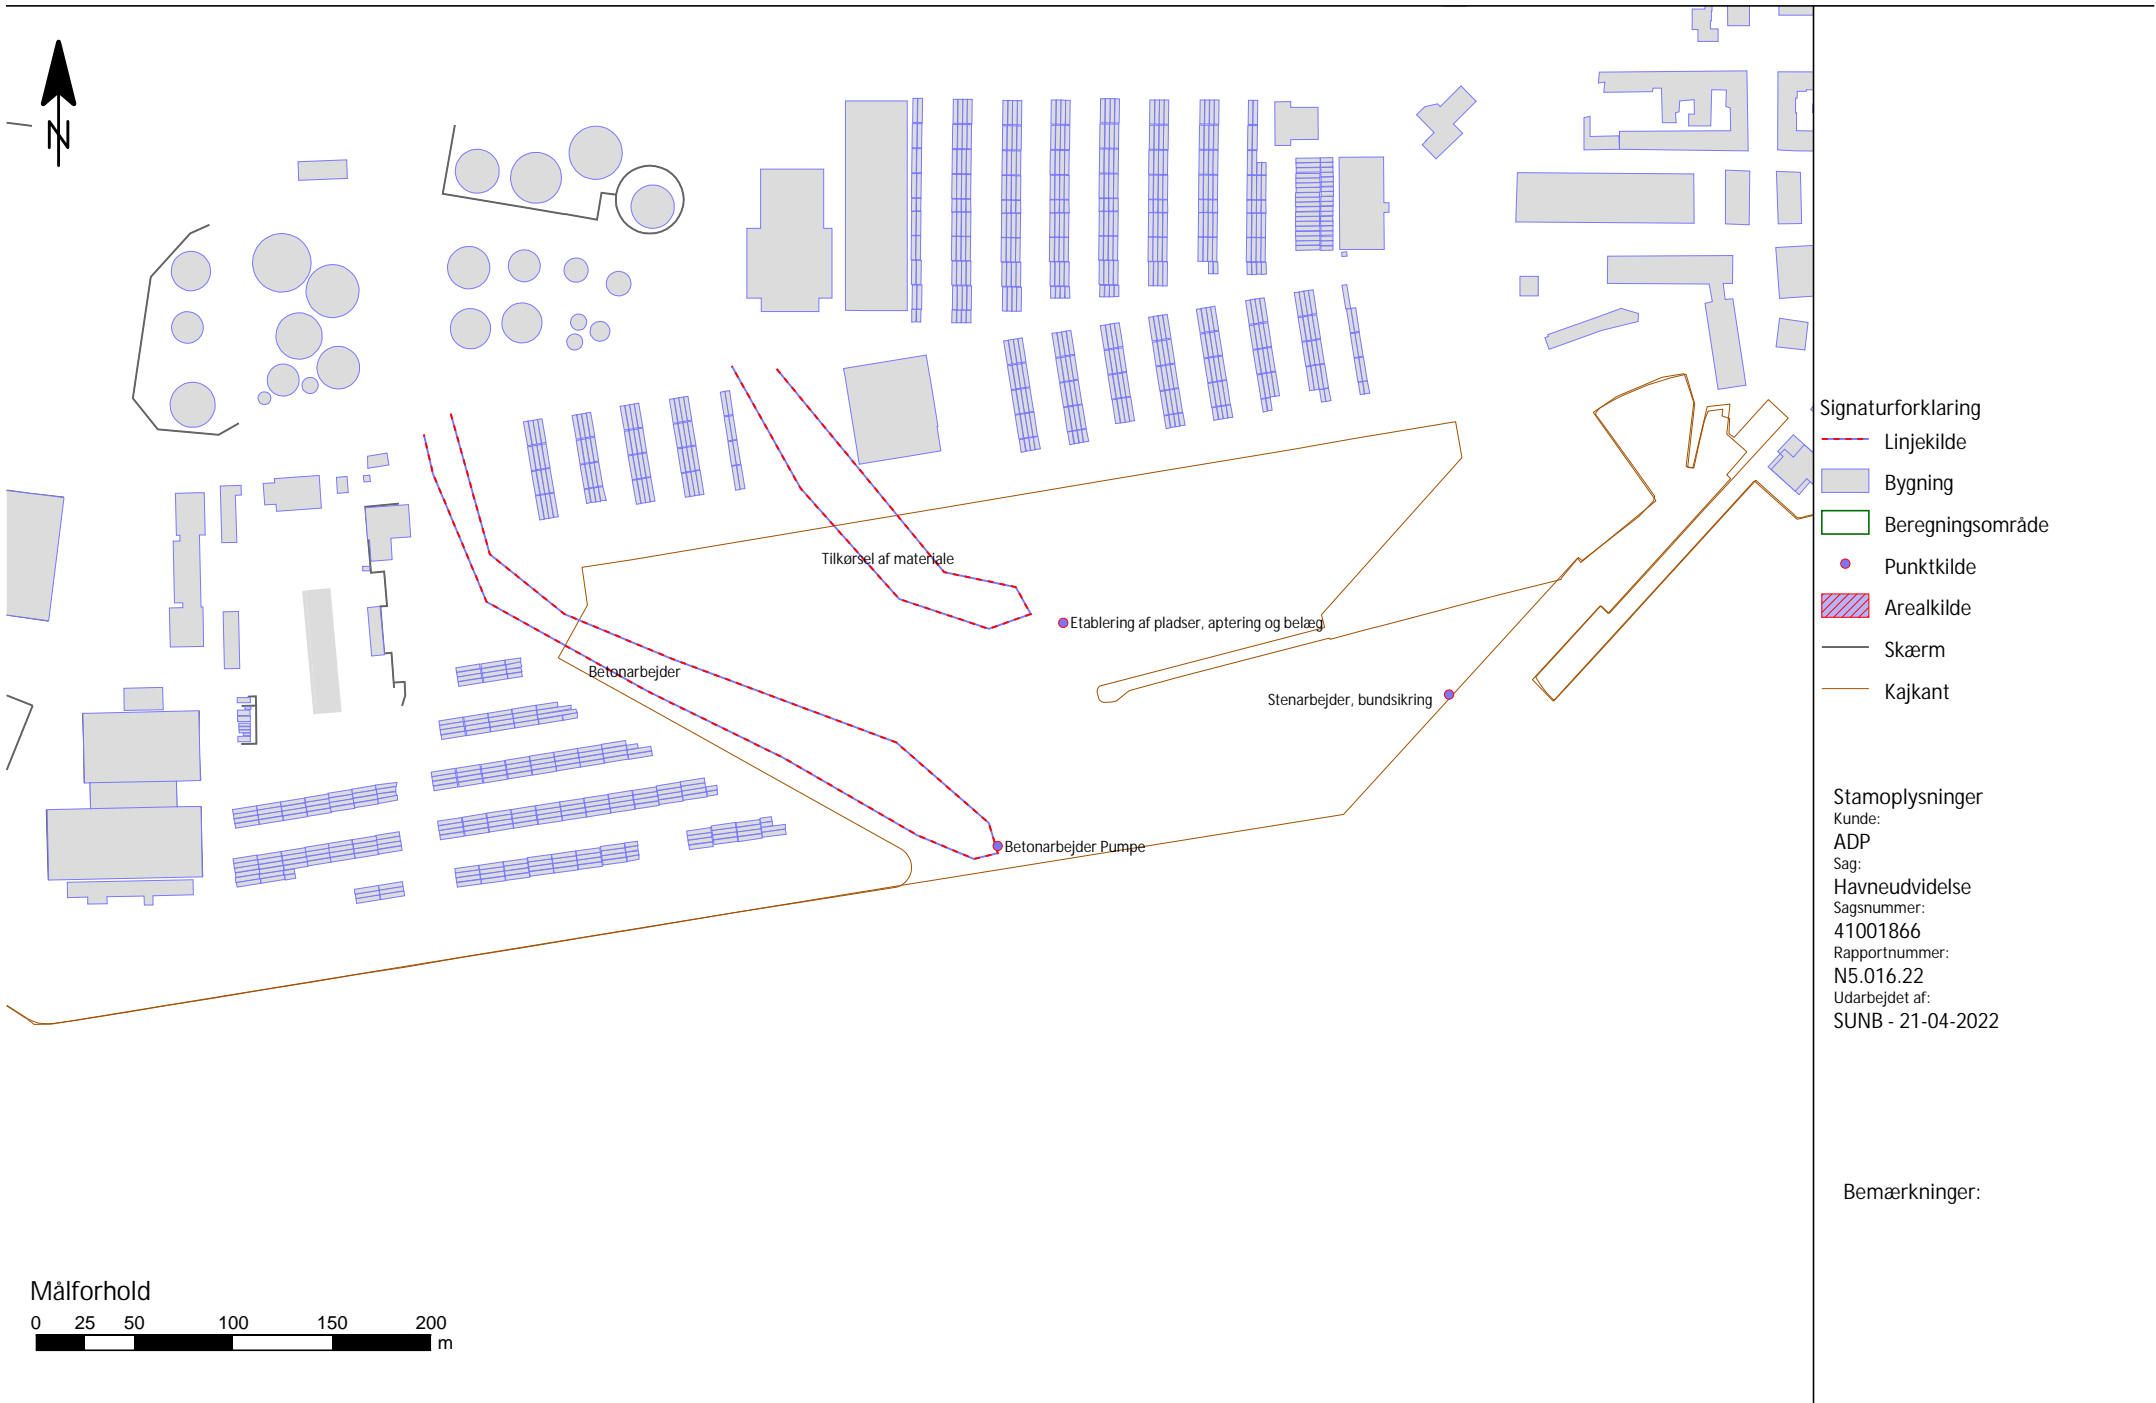 N
Tilkørsel af materiale
Etablering af pladser, aptering og belæg
Betonarbejder
Stenarbejder, bundsikring
Betonarbejder Pumpe
Målforhold
0 25 50 100 150 200
m
Signaturforklaring
Linjekilde
Bygning
Beregningsområde
Punktkilde
Arealkilde
Skærm
Kajkant
Stamoplysninger
Kunde:
ADP
Sag:
Havneudvidelse
Sagsnummer:
41001866
Rapportnummer:
N5.016.22
Udarbejdet af:
SUNB - 21-04-2022
Bemærkninger: